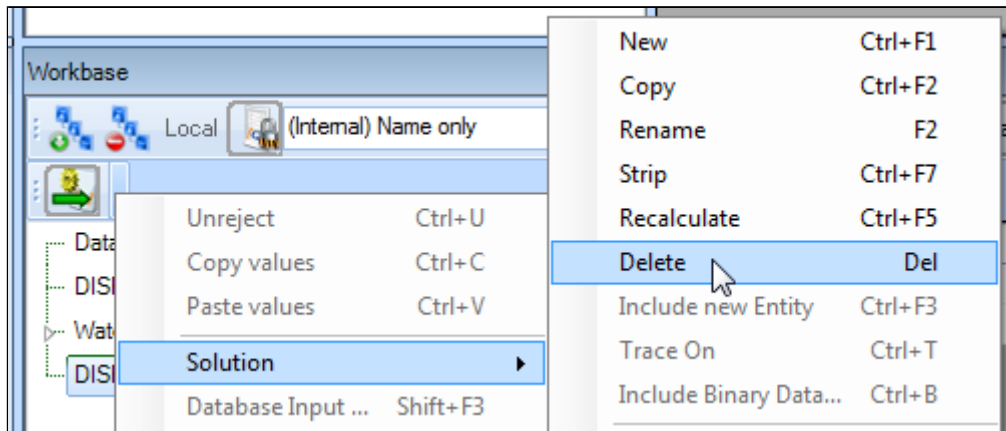 Workbase
Local
(Internal) Name only
Unreject Ctrl+U
Copy values Ctrl+C
Paste values Ctrl+V
Solution
Database Input ... Shift+F3
New Ctrl+F1
Copy Ctrl+F2
Rename F2
Strip Ctrl+F7
Recalculate Ctrl+F5
Delete Del
Include new Entity Ctrl+F3
Trace On Ctrl+T
Include Binary Data... Ctrl+B